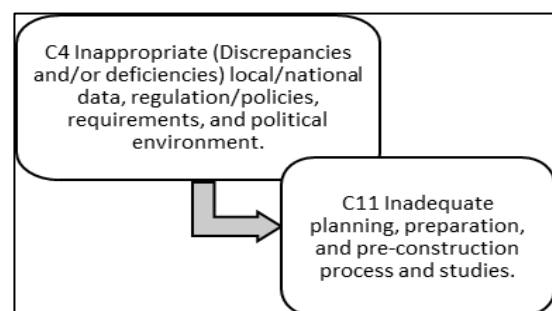 C4 Inappropriate (Discrepancies
and/or deficiencies) local/national
data, regulation/policies,
requirements, and political
environment.
C11 Inadequate
planning, preparation,
and pre-construction
process and studies.